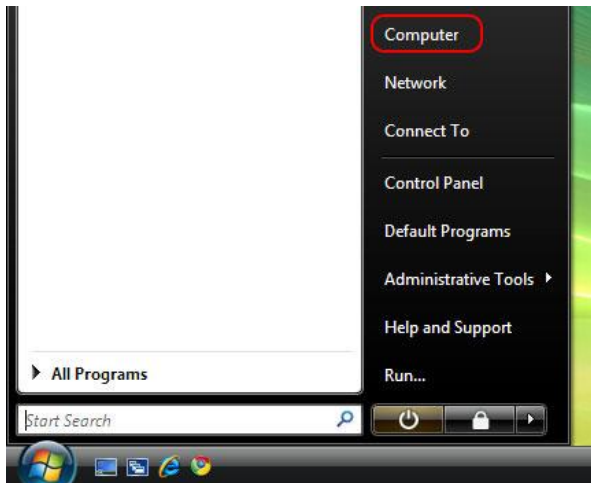 Computer
Network
Connect To
Control Panel
Default Programs
Administrative Tools
Help and Support
All Programs
Run...
Start Search